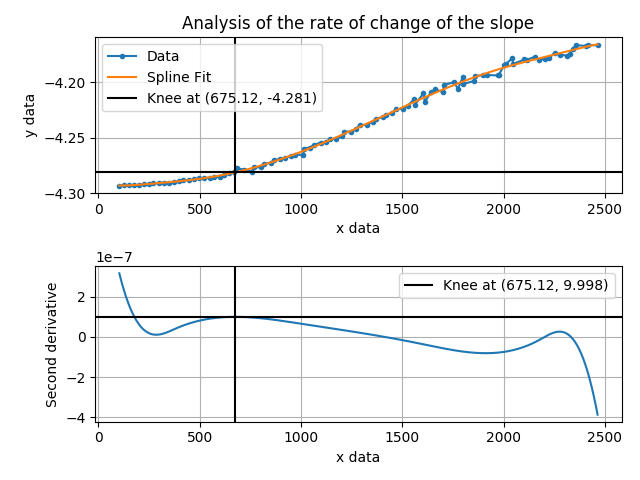 Analysis of the rate of change of the slope
Data
Spline Fit
Knee at (675.12, -4.281)
−4.20
−4.25
−4.30
y data
0 500 1000 1500 2000 2500
x data
1e−7
Knee at (675.12, 9.998)
2
0
−2
−4
Second derivative
0 500 1000 1500 2000 2500
x data